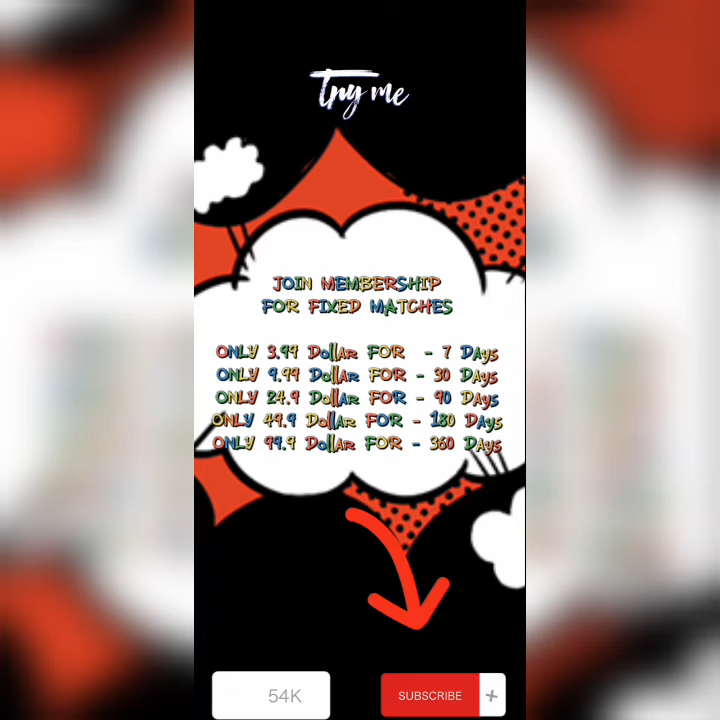 Try me
JOIN MEMBERSHIP
FOR FIXED MATCHES
ONLY 3.99 DollAR FOR - 7 DAys
ONLY 9.99 DollAR FOR - 30 DAys
ONLY 24.9 DollAR FOR - 90 DAys
ONLY 49.9 DollAR FOR - 180 DAys
ONLY 99.9 DollAR FOR - 360 DAys
54K
SUBSCRIBE +